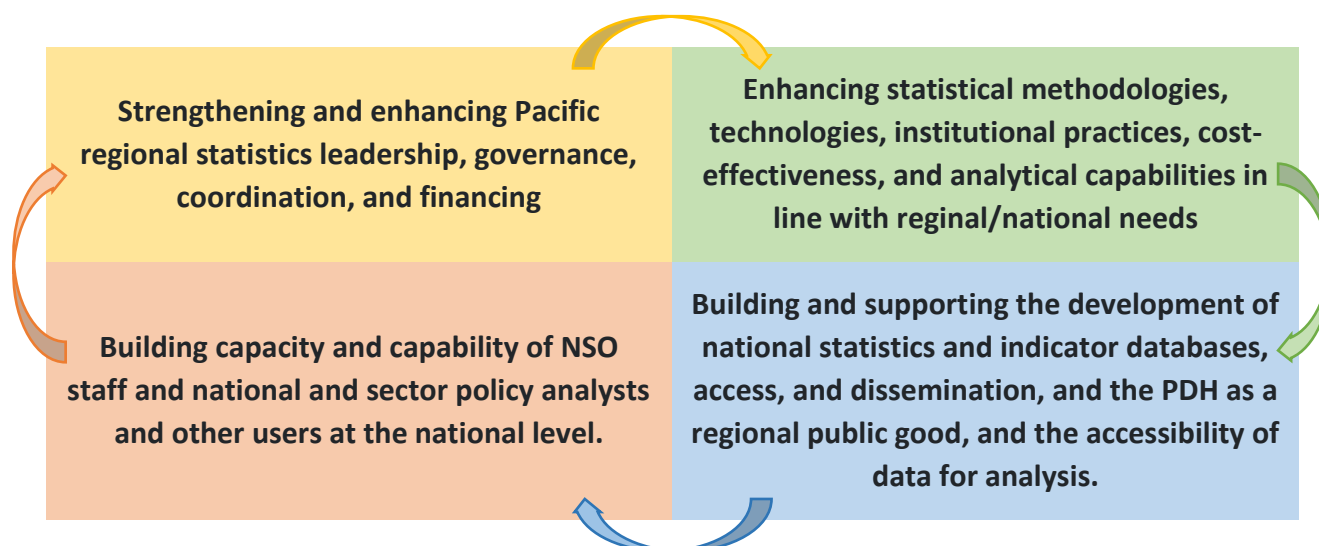 Strengthening and enhancing Pacific
regional statistics leadership, governance,
coordination, and financing
Enhancing statistical methodologies,
technologies, institutional practices, cost-
effectiveness, and analytical capabilities in
line with reginal/national needs
Building capacity and capability of NSO
staff and national and sector policy analysts
and other users at the national level.
Building and supporting the development of
national statistics and indicator databases,
access, and dissemination, and the PDH as a
regional public good, and the accessibility of
data for analysis.